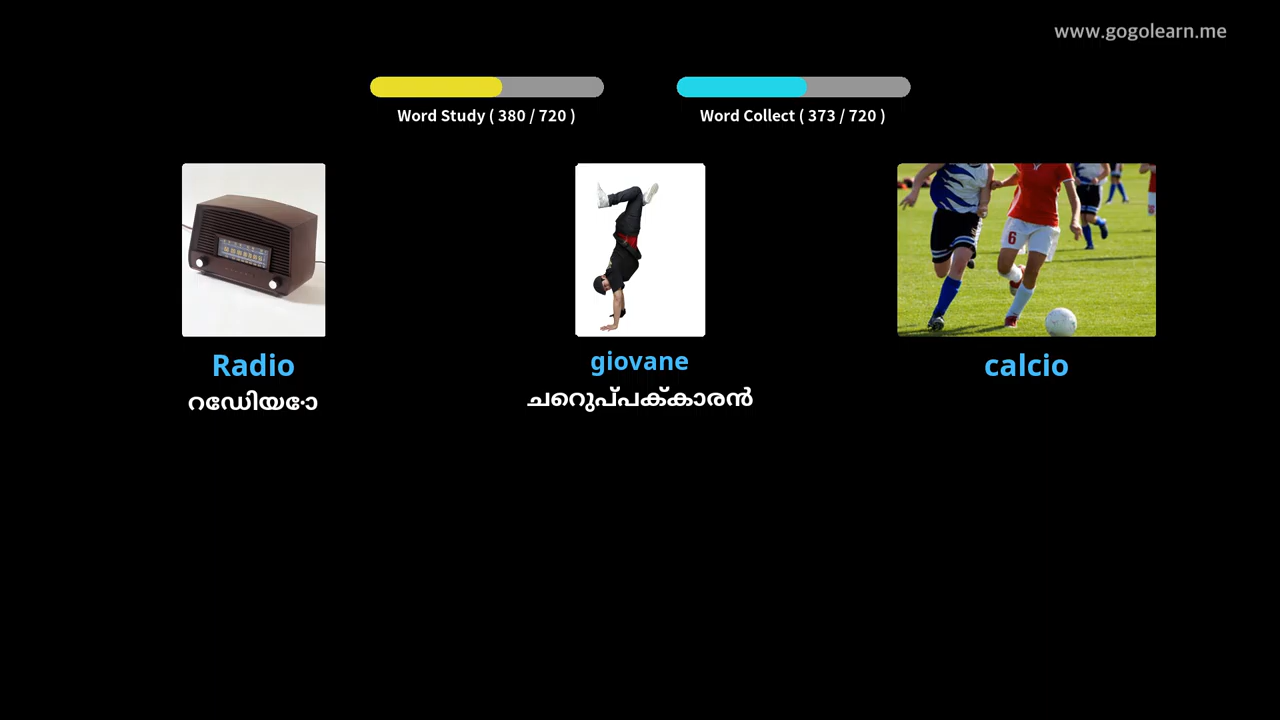 www.gogolearn.me
Word Study ( 380 / 720 )
Word Collect ( 373 / 720 )
Radio
giovane
calcio
റേഡിയോ
ചെറുപ്പക്കാരൻ